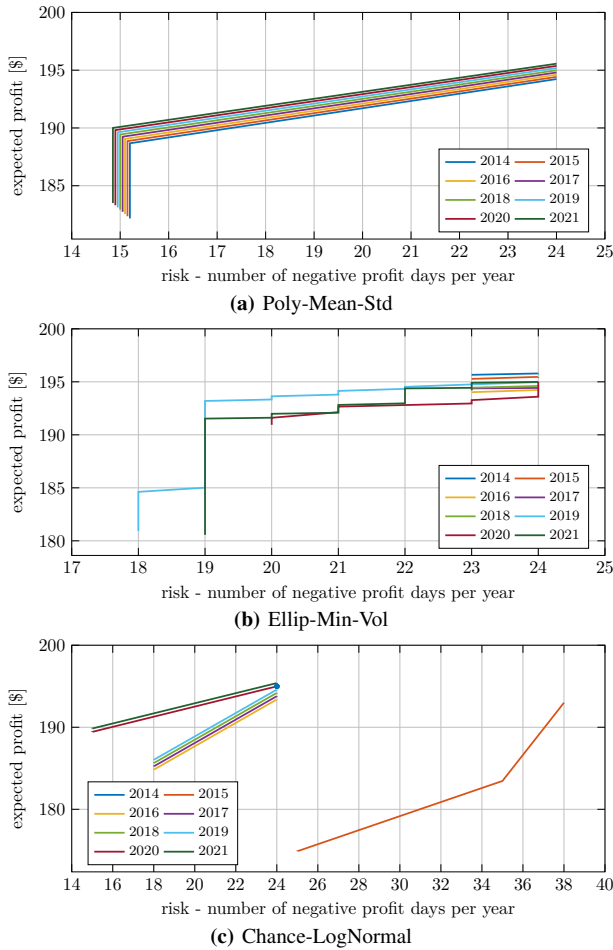 200
195
190
185
expected profit [$]
2014 2015
2016 2017
2018 2019
2020 2021
14 15 16 17 18 19 20 21 22 23 24 25
risk - number of negative profit days per year
(a) Poly-Mean-Std
200
195
190
185
180
expected profit [$]
2014 2015
2016 2017
2018 2019
2020 2021
17 18 19 20 21 22 23 24 25
risk - number of negative profit days per year
(b) Ellip-Min-Vol
200
190
180
expected profit [$]
2014 2015
2016 2017
2018 2019
2020 2021
14 16 18 20 22 24 26 28 30 32 34 36 38 40
risk - number of negative profit days per year
(c) Chance-LogNormal